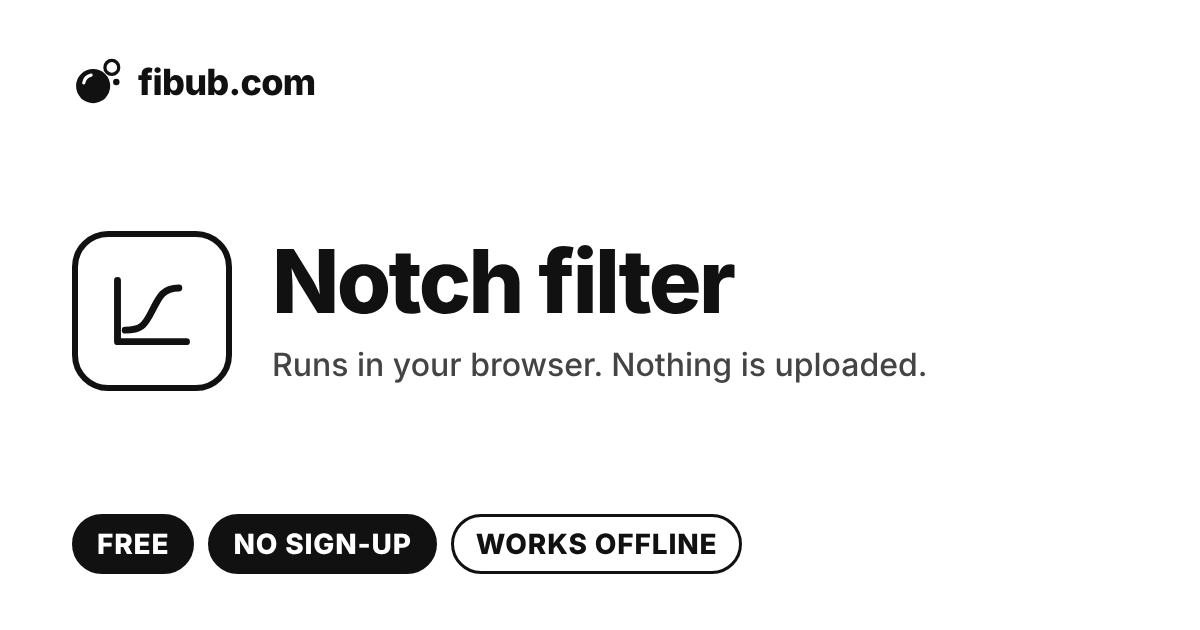 fibub.com
Notch filter
Runs in your browser. Nothing is uploaded.
FREE
NO SIGN-UP
WORKS OFFLINE